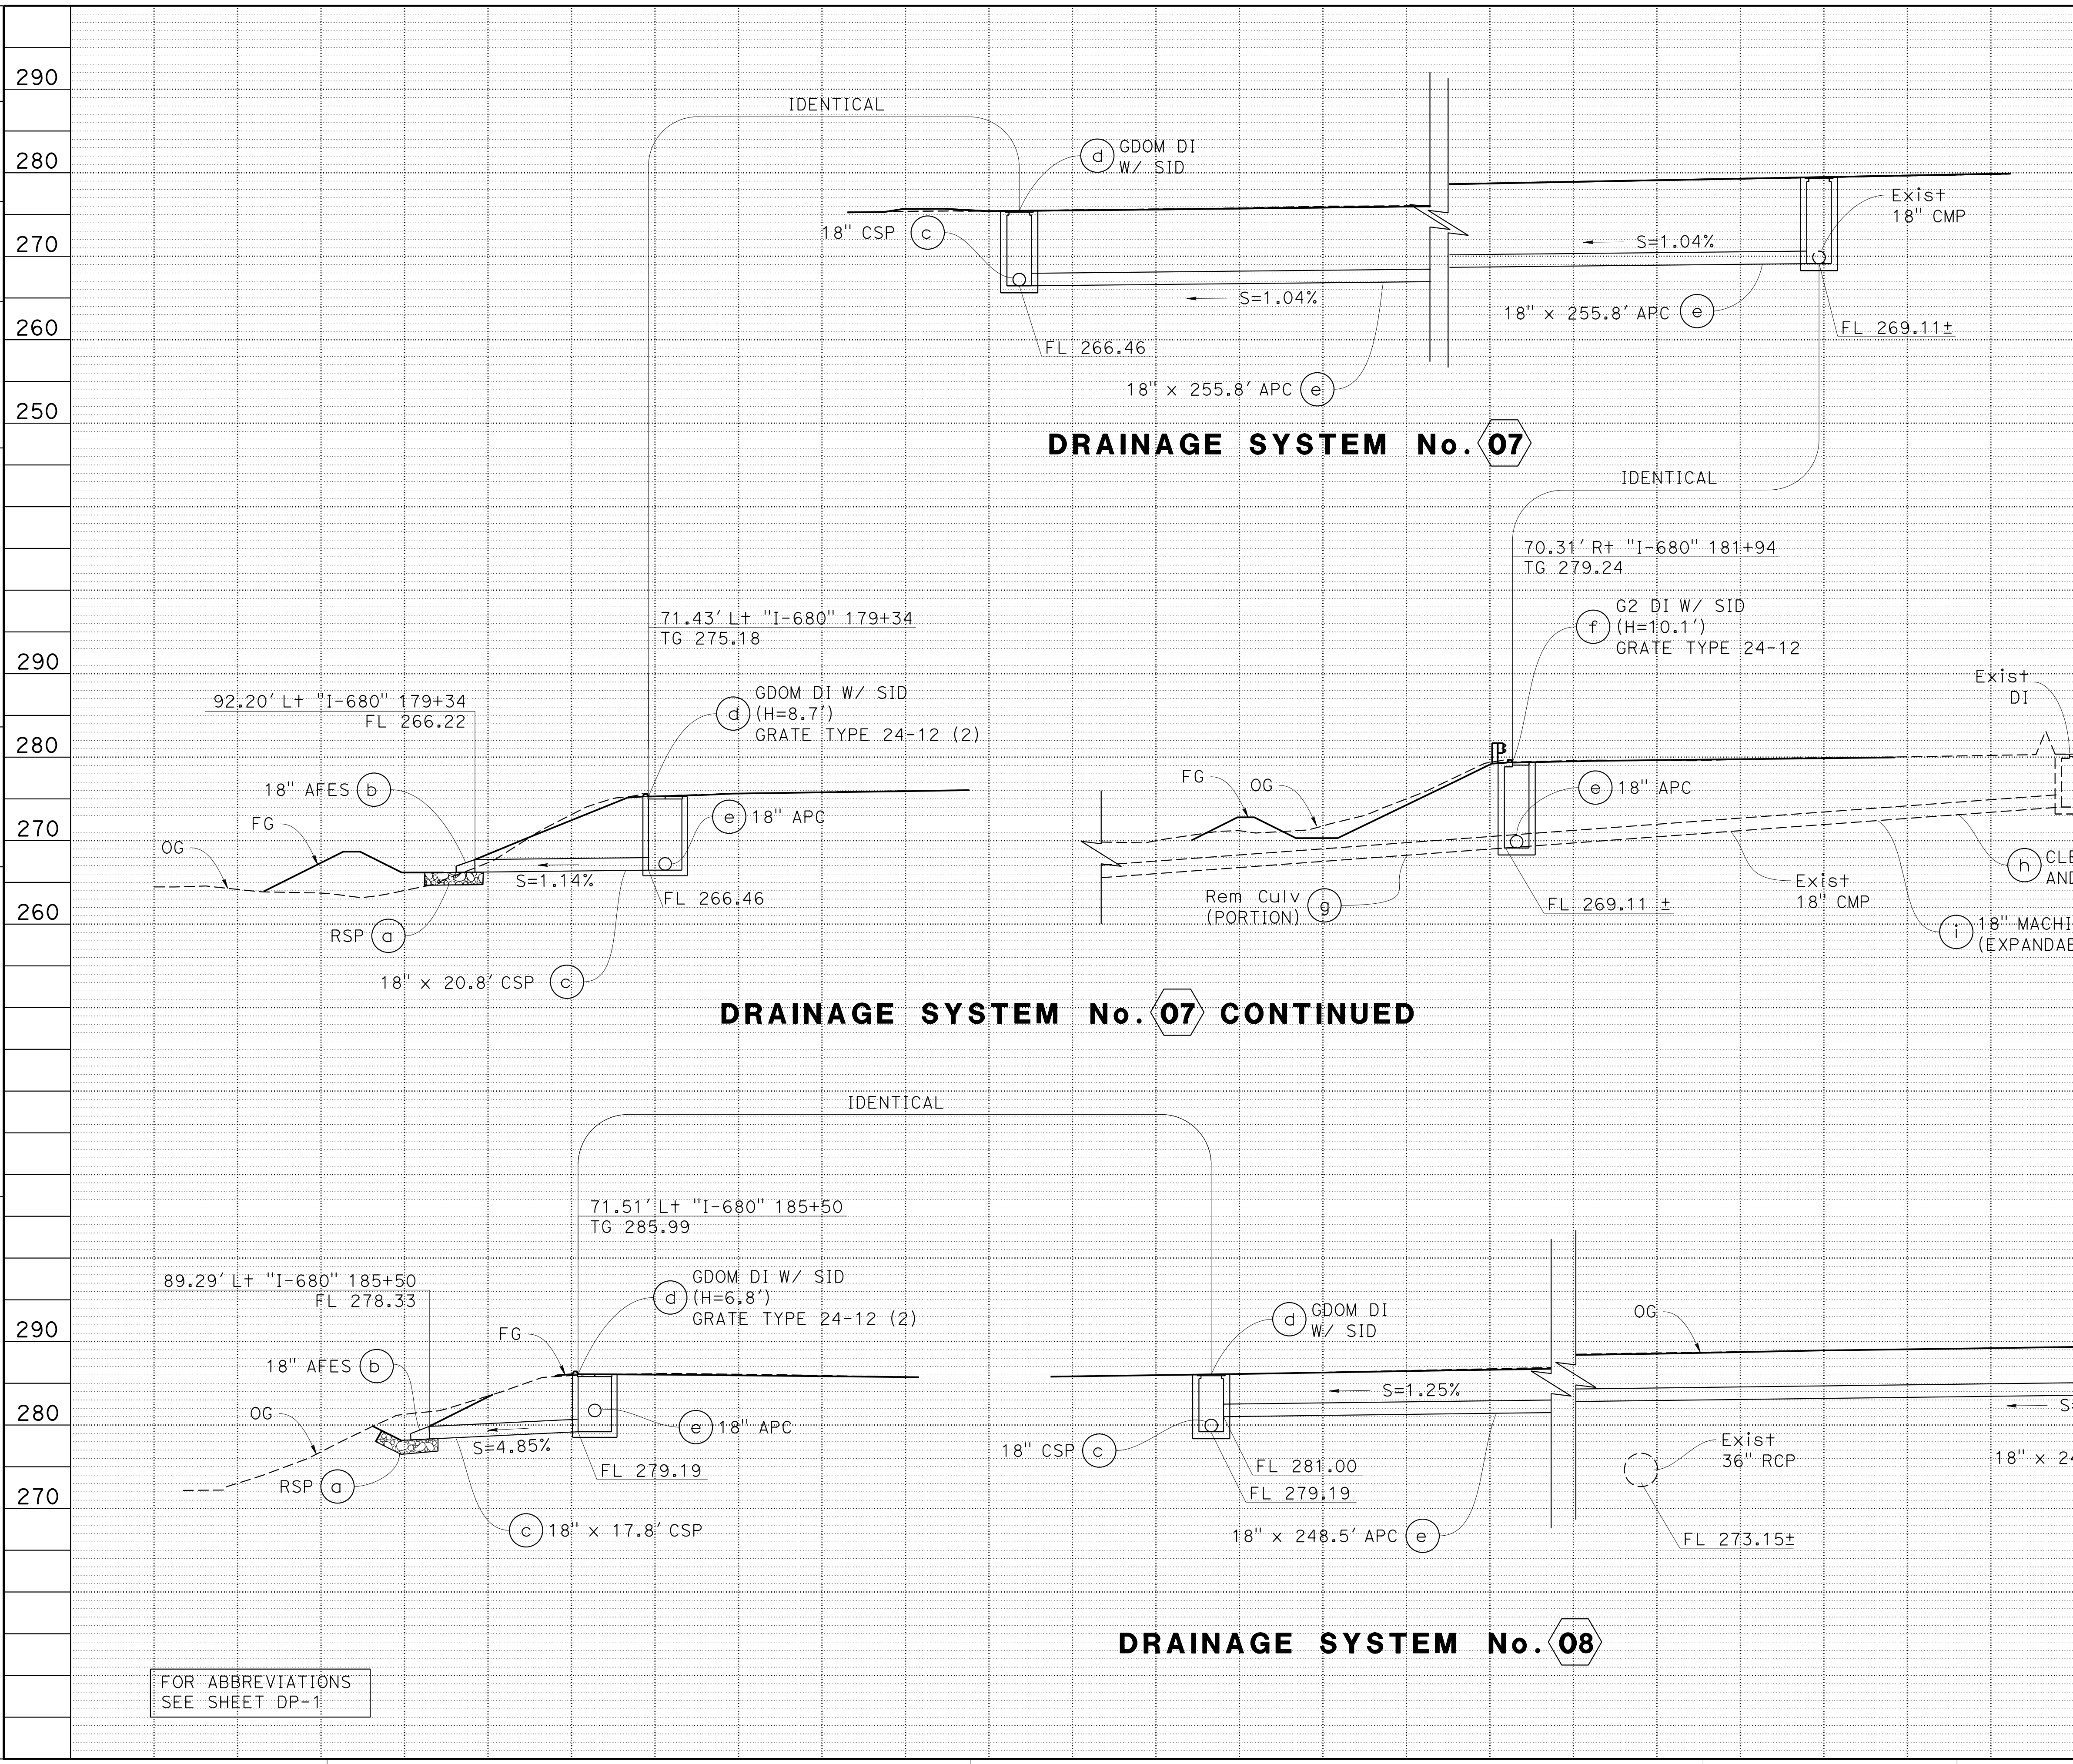 290
280
270
260
250
IDENTICAL
d
GDOM DI
W/ SID
18" CSP
c
S=1.04%
FL 266.46
18" x 255.8' APC
e
S=1.04%
Exist
18" CMP
18" x 255.8' APC
e
FL 269.11±
DRAINAGE SYSTEM No. 07
IDENTICAL
290
280
270
260
92.20' Lt "I-680" 179+34
FL 266.22
71.43' Lt "I-680" 179+34
TG 275.18
d
GDOM DI W/ SID
(H=8.7')
GRATE TYPE 24-12 (2)
18" AFES
b
FG
OG
e
18" APC
S=1.14%
FL 266.46
RSP
a
18" x 20.8' CSP
c
70.31' Rt "I-680" 181+94
TG 279.24
f
G2 DI W/ SID
(H=10.1')
GRATE TYPE 24-12
FG
OG
e
18" APC
Exist
DI
Rem Culv
(PORTION)
g
FL 269.11 ±
Exist
18" CMP
h
i
DRAINAGE SYSTEM No. 07 CONTINUED
IDENTICAL
290
280
270
89.29' Lt "I-680" 185+50
FL 278.33
71.51' Lt "I-680" 185+50
TG 285.99
d
GDOM DI W/ SID
(H=6.8')
GRATE TYPE 24-12 (2)
FG
18" AFES
b
OG
e
18" APC
S=4.85%
FL 279.19
RSP
a
c
18" x 17.8' CSP
d
GDOM DI
W/ SID
OG
S=1.25%
18" CSP
c
FL 281.00
FL 279.19
18" x 248.5' APC
e
Exist
36" RCP
FL 273.15±
S=
18" x
DRAINAGE SYSTEM No. 08
FOR ABBREVIATIONS
SEE SHEET DP-1